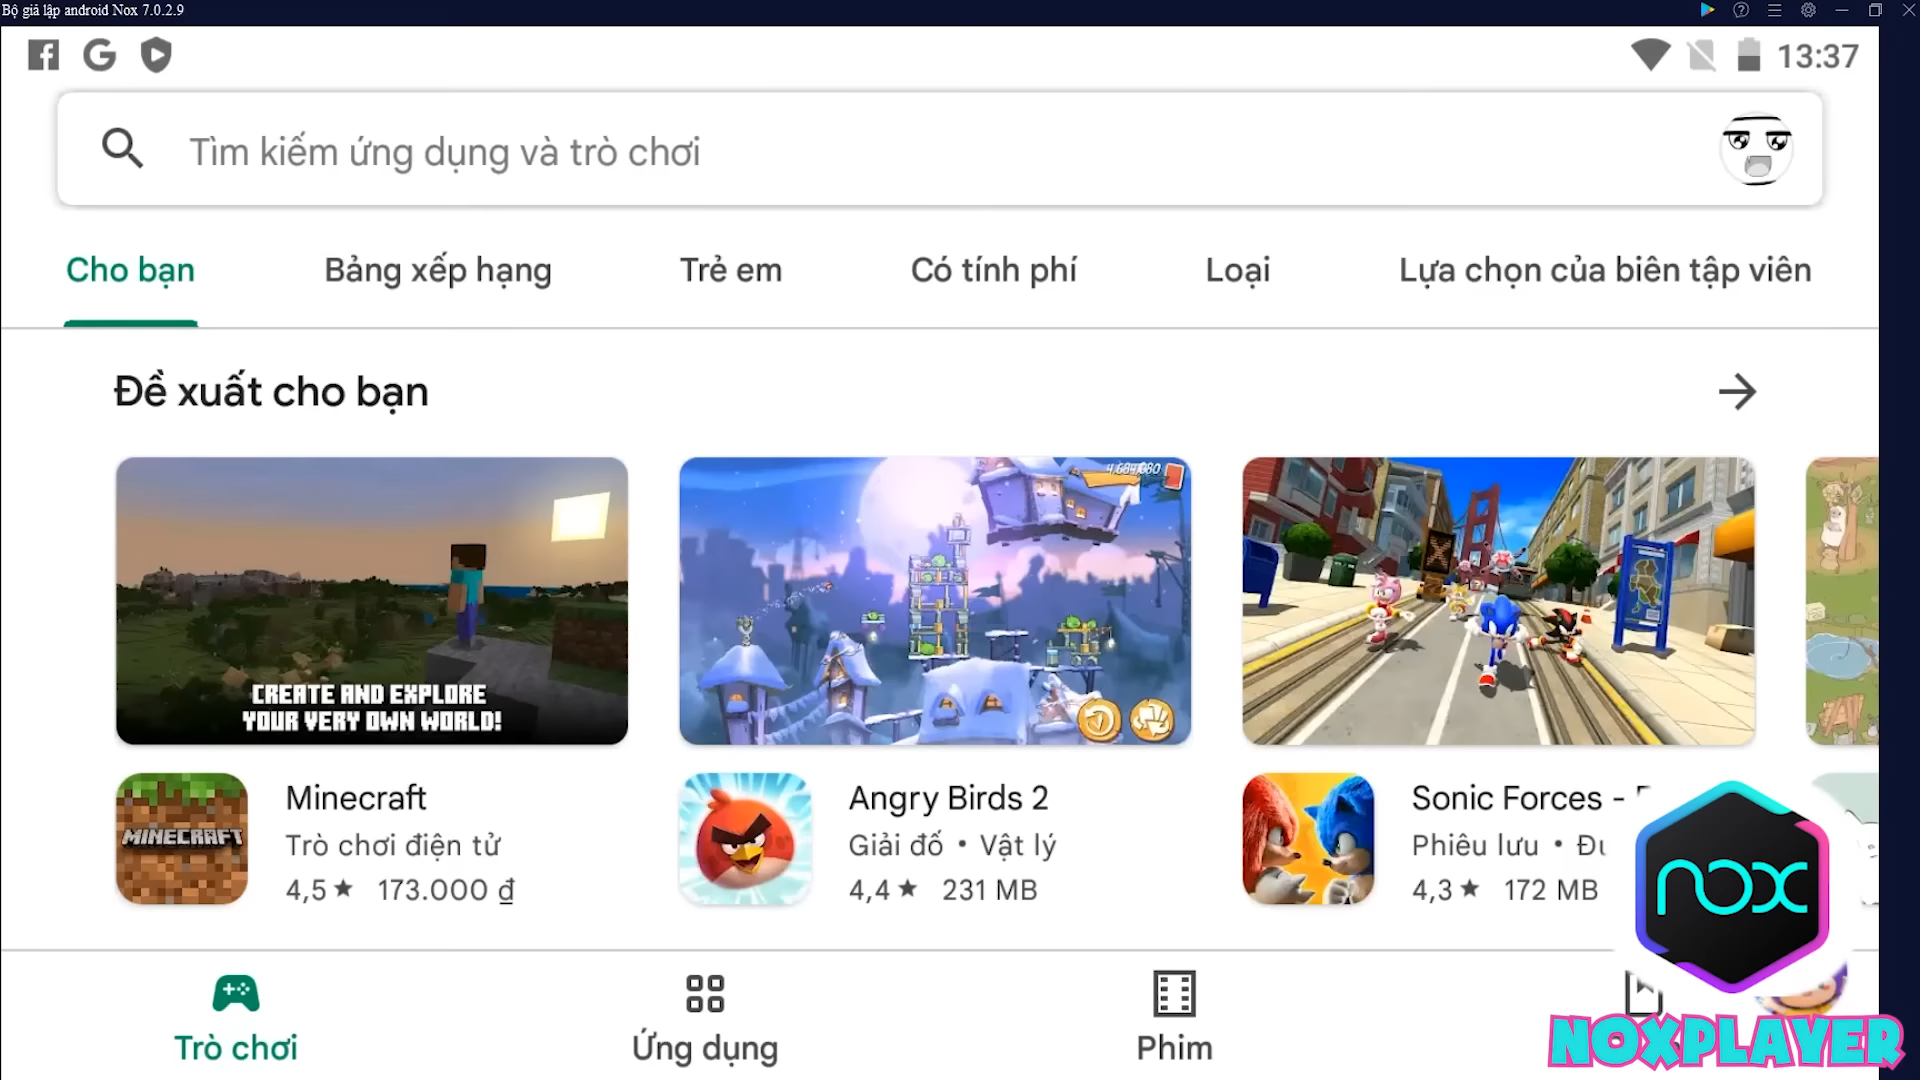 Bộ giả lập android Nox 7.0.2.9
13:37
Tìm kiếm ứng dụng và trò chơi
Cho bạn
Bảng xếp hạng
Trẻ em
Có tính phí
Loại
Lựa chọn của biên tập viên
Đề xuất cho bạn
CREATE AND EXPLORE
YOUR VERY OWN WORLD!
4,684,080
MINECRAFT
Minecraft
Trò chơi điện tử
4,5★ 173.000 ₫
Angry Birds 2
Giải đố • Vật lý
4,4★ 231 MB
Sonic Forces -
Phiêu lưu •
4,3★ 172 MB
nox
Trò chơi
Ứng dụng
Phim
NOXPLAYER